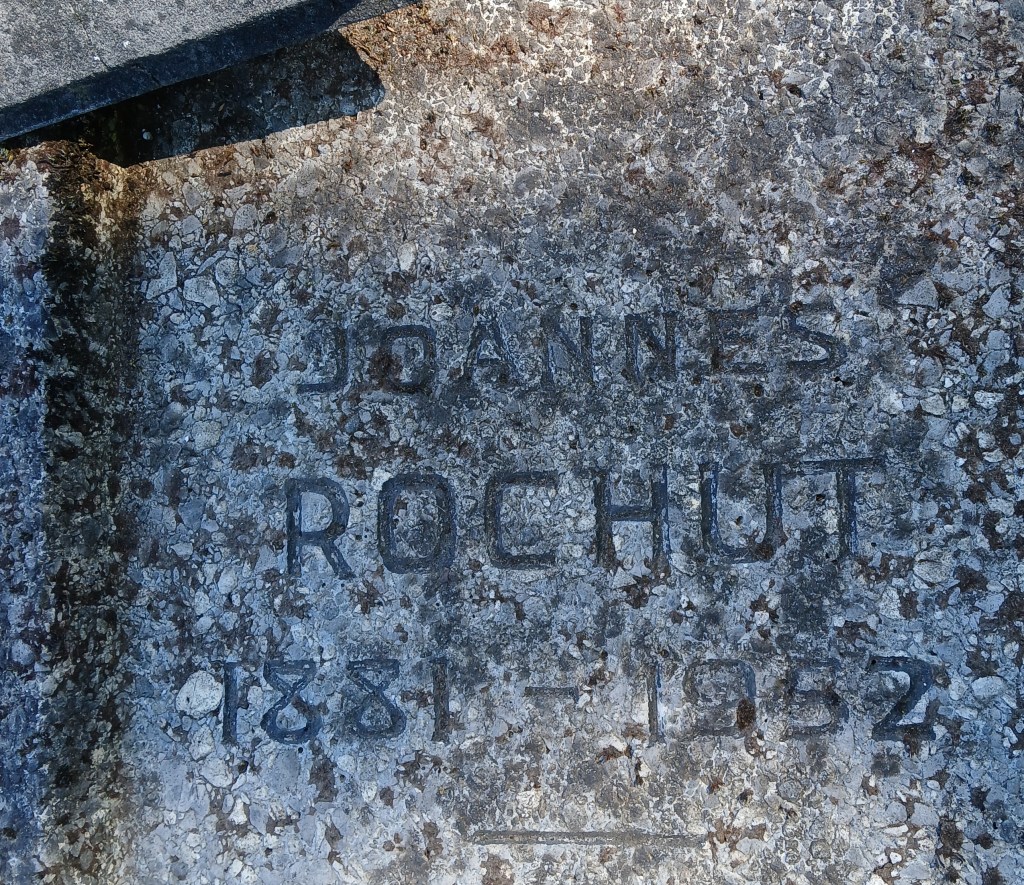 JOANNES
ROCHUT
1881 - 1952